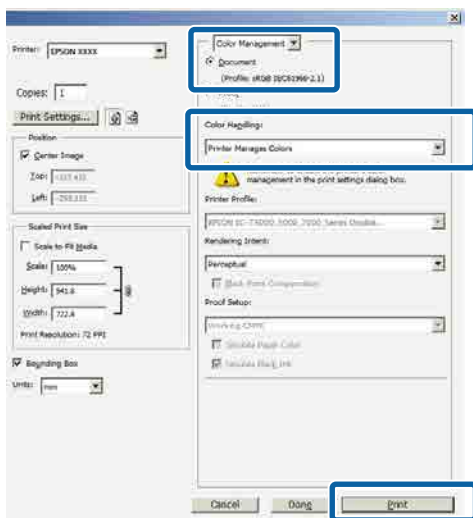 Printer: EPSON XXXX
Copies: 1
Print Settings...
Position
Center Image
Top:
Left:
Scaled Print Size
Scale to Fit Media
Scale: 100%
Height: 941.6
Width: 722.4
Print Resolution: 72 PPI
Bounding Box
Units: mm
Color Management
Document
(Profile: sRGB IEC61966-2.1)
Color Handling:
Printer Manages Colors
management in the print settings dialog box.
Printer Profile:
Rendering Intent:
Perceptual
Black Point Compensation
Proof Setup:
Working CMYK
Simulate Paper Color
Simulate Black Ink
Cancel
Done
Print